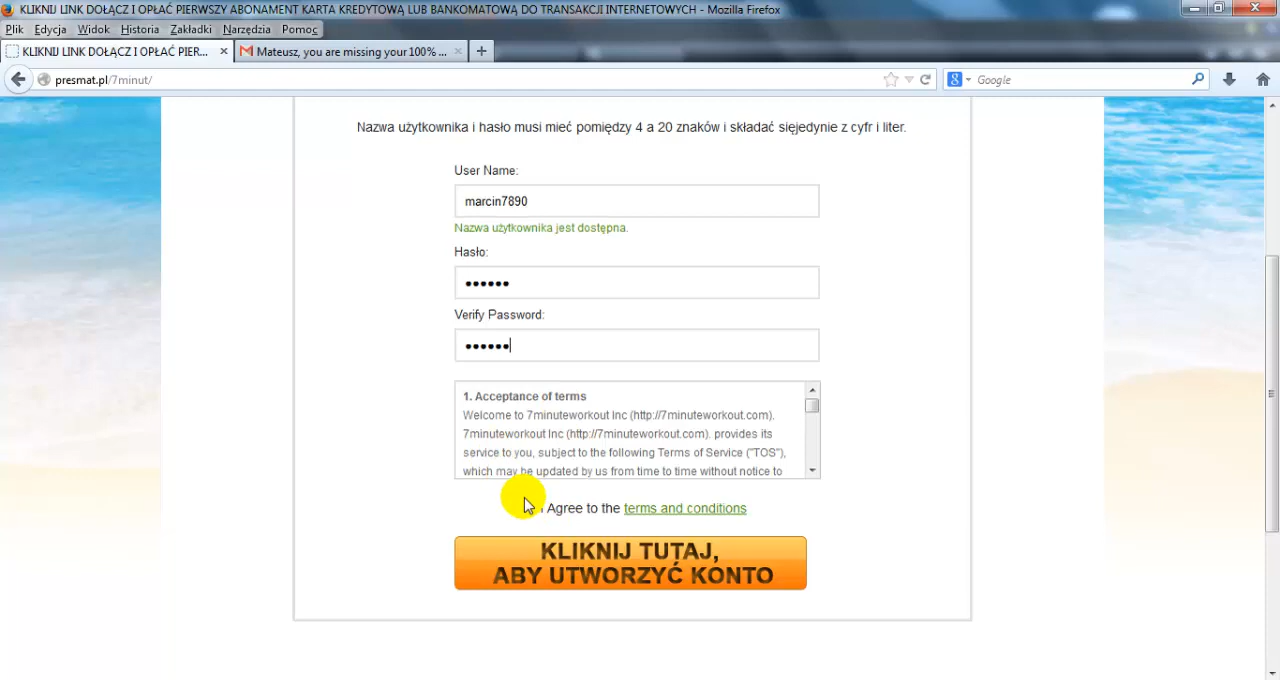 KLIKNIJ LINK DOŁĄCZ I OPŁAĆ PIERWSZY ABONAMENT KARTA KREDYTOWĄ LUB BANKOMATOWĄ DO TRANSAKCJI INTERNETOWYCH - Mozilla Firefox
Plik Edycja Widok Historia Zakładki Narzędzia Pomoc
KLIKNIJ LINK DOŁĄCZ I OPŁAĆ PIER... Mateusz, you are missing your 100% ...
presmat.pl/7minut/ Google
Nazwa użytkownika i hasło musi mieć pomiędzy 4 a 20 znaków i składać sięjedynie z cyfr i liter.
User Name:
marcin7890
Nazwa użytkownika jest dostępna.
Hasło:
••••••
Verify Password:
••••••
1. Acceptance of terms
Welcome to 7minuteworkout Inc (http://7minuteworkout.com).
7minuteworkout Inc (http://7minuteworkout.com). provides its
service to you, subject to the following Terms of Service ("TOS"),
which may be updated by us from time to time without notice to
I Agree to the terms and conditions
KLIKNIJ TUTAJ,
ABY UTWORZYĆ KONTO